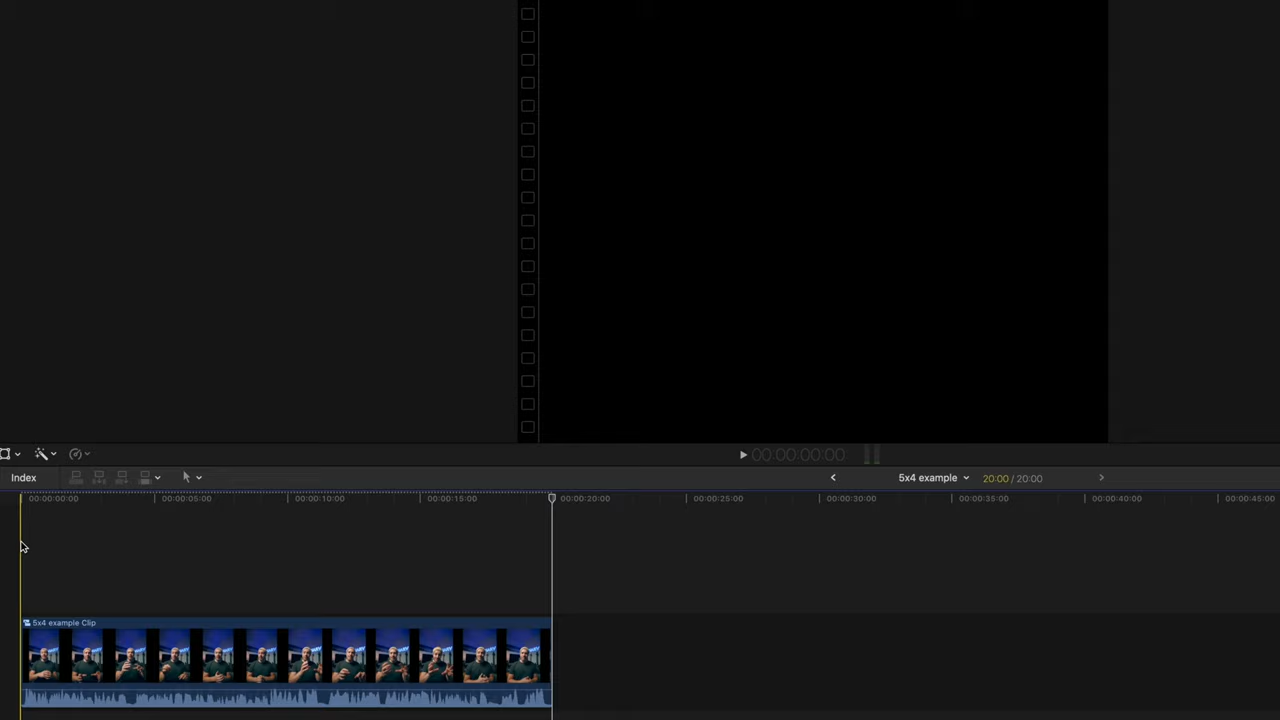 00:00:00:00
Index
5x4 example
20:00 / 20:00
00:00:00:00
00:00:05:00
00:00:10:00
00:00:15:00
00:00:20:00
00:00:25:00
00:00:30:00
00:00:35:00
00:00:40:00
00:00:45:00
5x4 example Clip